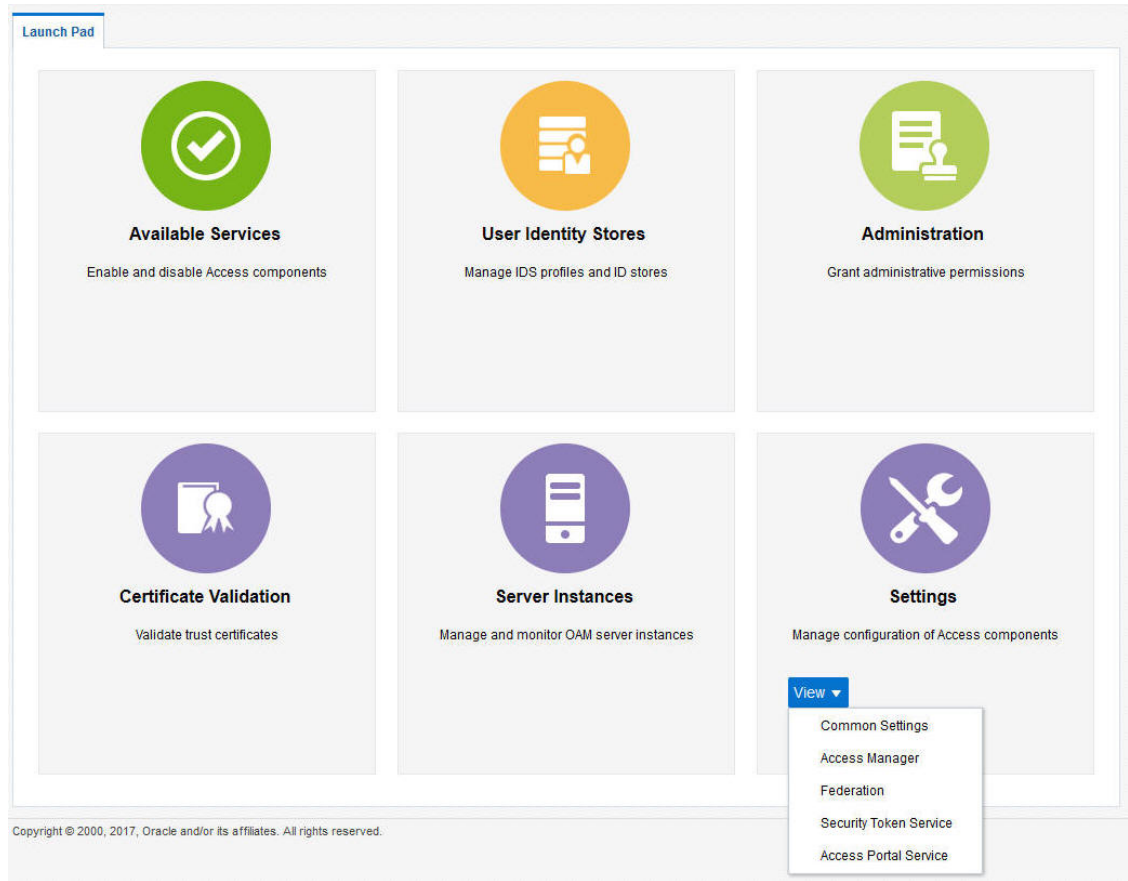 Launch Pad
Available Services
Enable and disable Access components
User Identity Stores
Manage IDS profiles and ID stores
Administration
Grant administrative permissions
Certificate Validation
Validate trust certificates
Server Instances
Manage and monitor OAM server instances
Settings
Manage configuration of Access components
View
Common Settings
Access Manager
Federation
Security Token Service
Access Portal Service
Copyright © 2000, 2017, Oracle and/or its affiliates. All rights reserved.